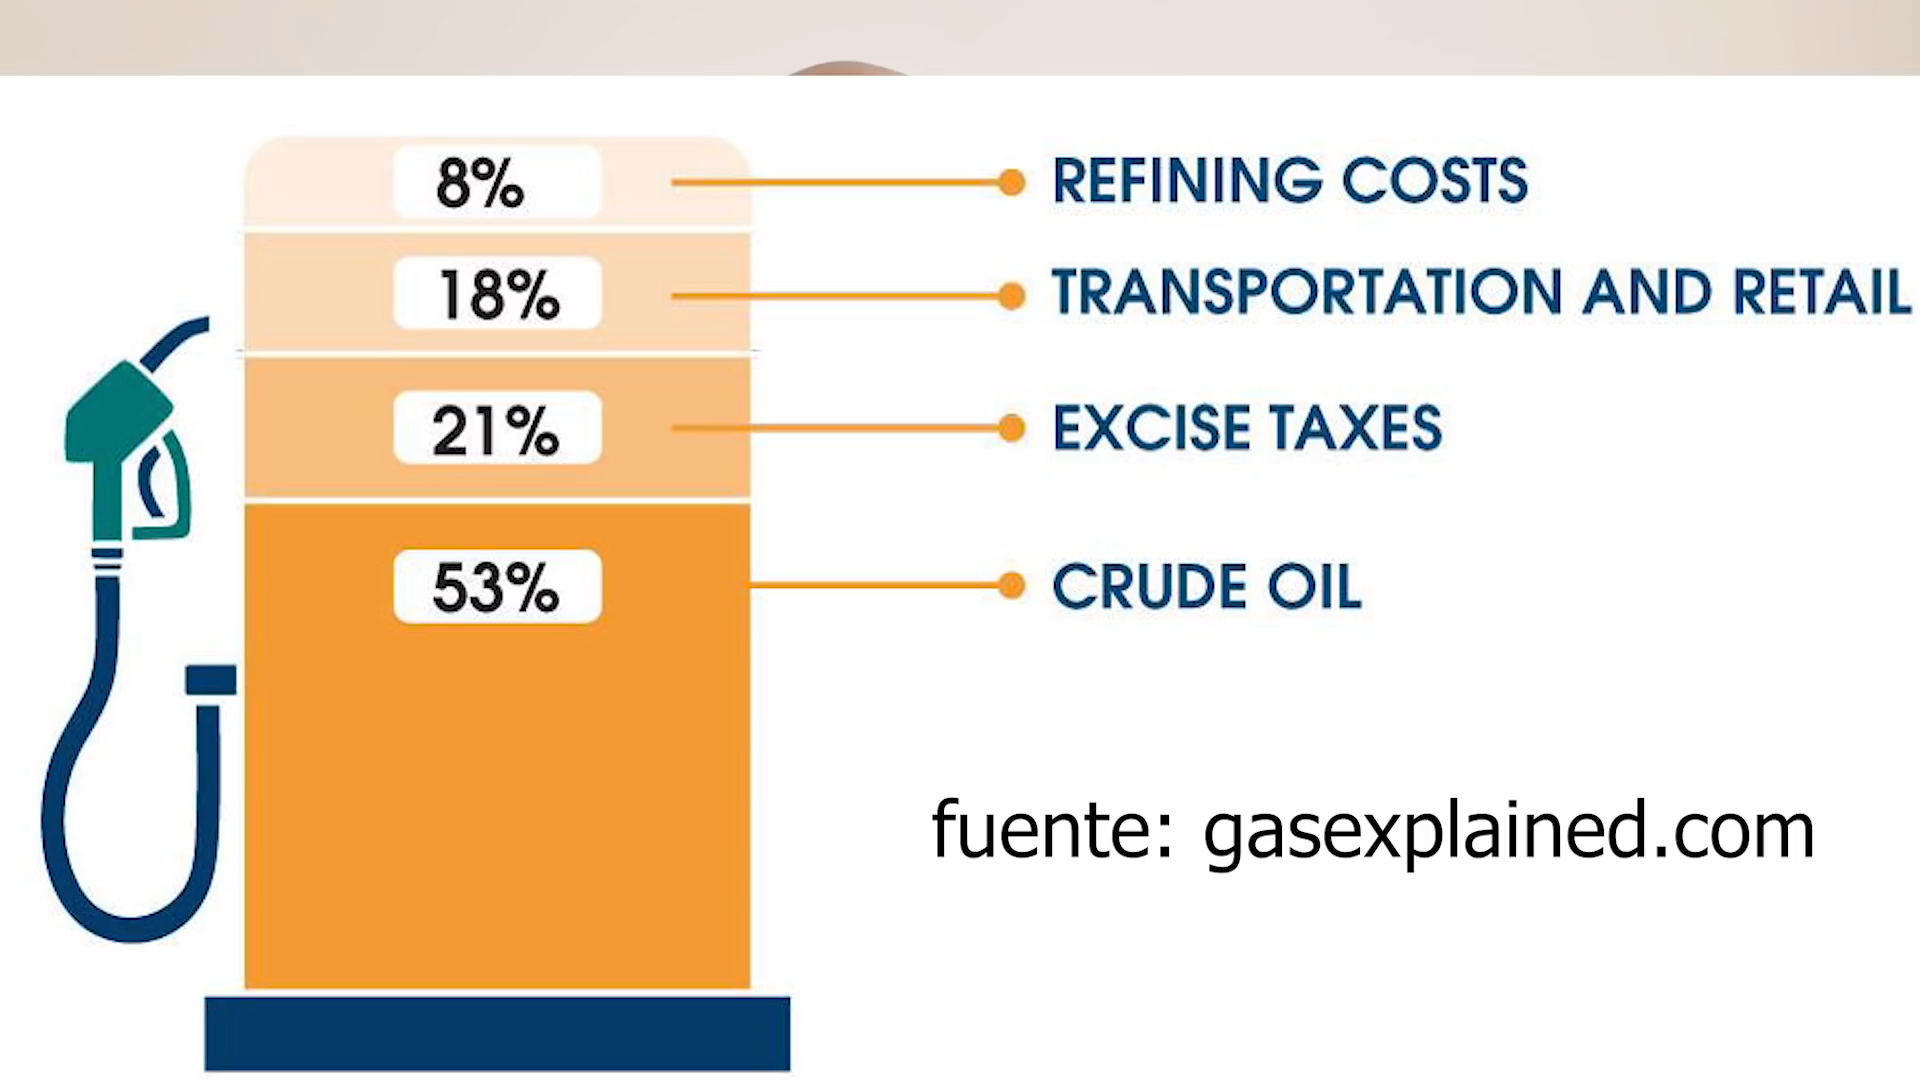 8% REFINING COSTS
18% TRANSPORTATION AND RETAIL
21% EXCISE TAXES
53% CRUDE OIL
fuente: gasexplained.com